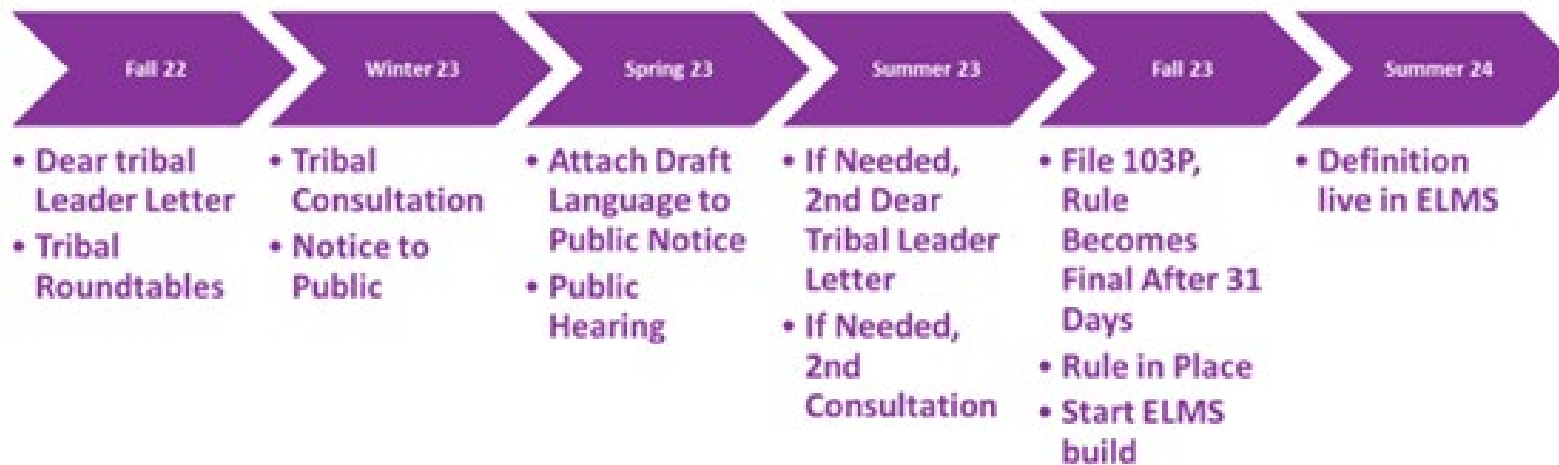 Fall 22
Winter 23
Spring 23
Summer 23
Fall 23
Summer 24
• Dear tribal
Leader Letter
• Tribal
Roundtables
• Tribal
Consultation
• Notice to
Public
• Attach Draft
Language to
Public Notice
• Public
Hearing
• If Needed,
2nd Dear
Tribal Leader
Letter
• If Needed,
2nd
Consultation
• File 103P,
Rule
Becomes
Final After 31
Days
• Rule in Place
• Start ELMS
build
• Definition
live in ELMS